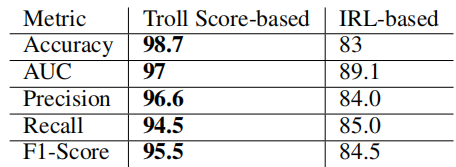 Metric Troll Score-based IRL-based
Accuracy 98.7 83
AUC 97 89.1
Precision 96.6 84.0
Recall 94.5 85.0
F1-Score 95.5 84.5